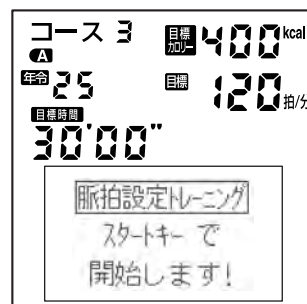 コース 3
目標カロリー 400 kcal
A
年令 25
目標 120 拍/分
目標時間
30'00"
脈拍設定トレーニング
スタートキー で
開始します!